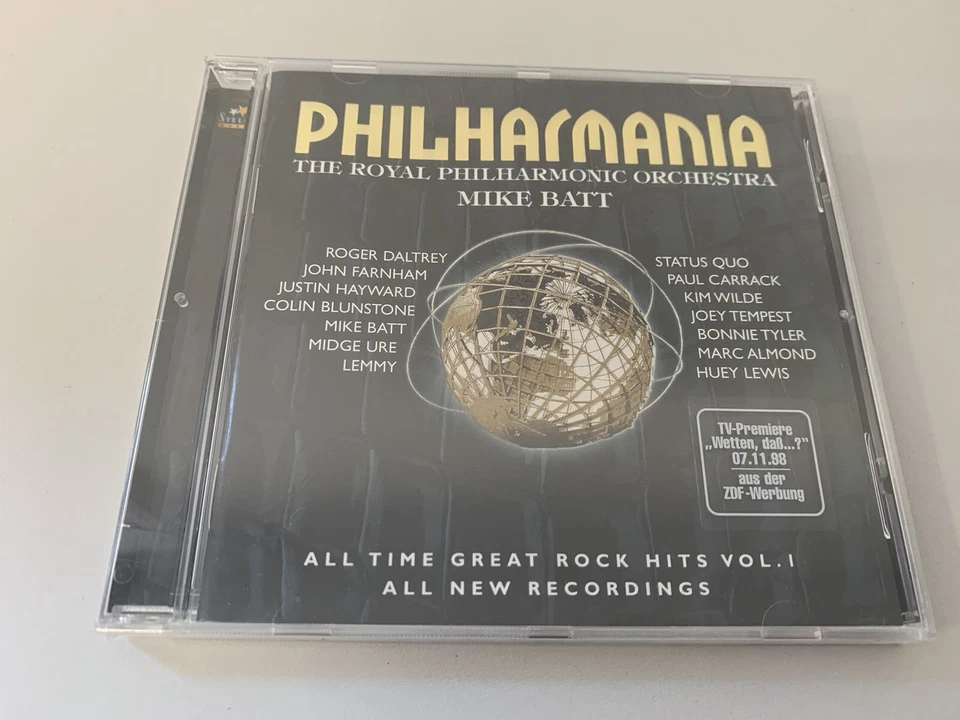 PHILHARMANIA
THE ROYAL PHILHARMONIC ORCHESTRA
MIKE BATT
ROGER DALTREY
JOHN FARNHAM
JUSTIN HAYWARD
COLIN BLUNSTONE
MIKE BATT
MIDGE URE
LEMMY
STATUS QUO
PAUL CARRACK
KIM WILDE
JOEY TEMPEST
BONNIE TYLER
MARC ALMOND
HUEY LEWIS
TV-Premiere
„Wetten, daß...?"
07.11.98
aus der
ZDF-Werbung
ALL TIME GREAT ROCK HITS VOL. I
ALL NEW RECORDINGS